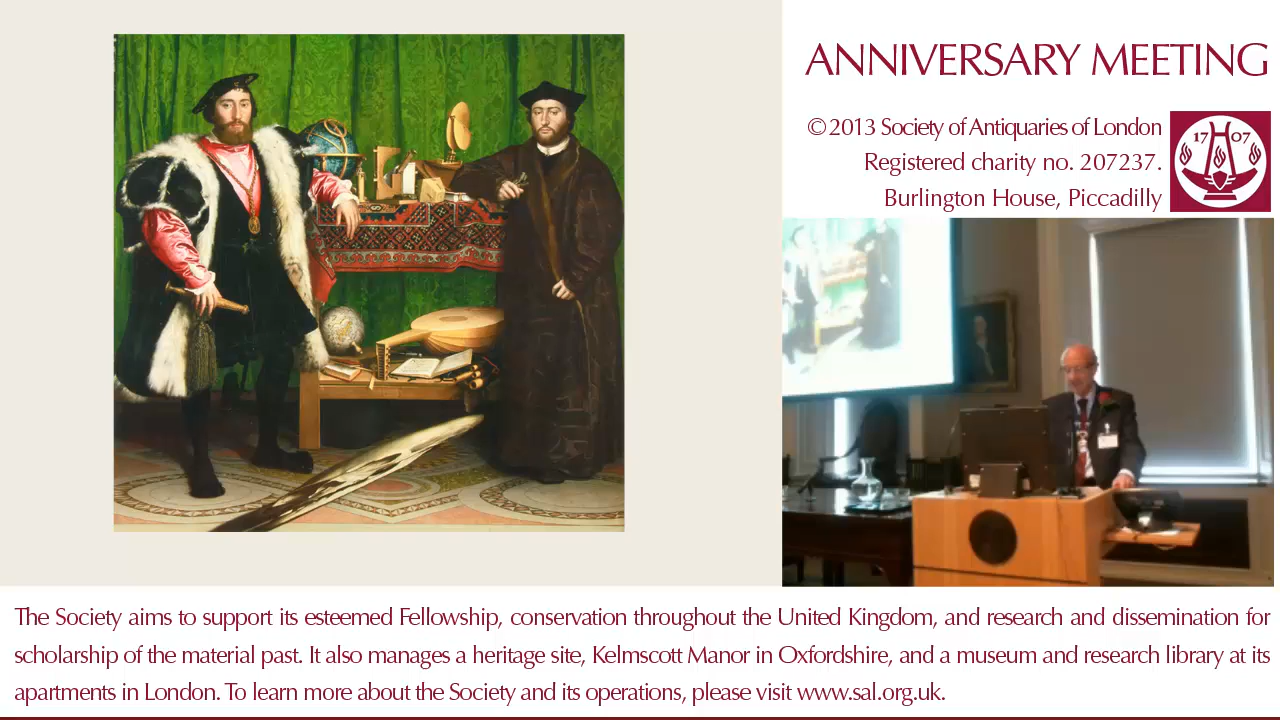 ANNIVERSARY MEETING
© 2013 Society of Antiquaries of London
Registered charity no. 207237.
Burlington House, Piccadilly
17 07
The Society aims to support its esteemed Fellowship, conservation throughout the United Kingdom, and research and dissemination for
scholarship of the material past. It also manages a heritage site, Kelmscott Manor in Oxfordshire, and a museum and research library at its
apartments in London. To learn more about the Society and its operations, please visit www.sal.org.uk.